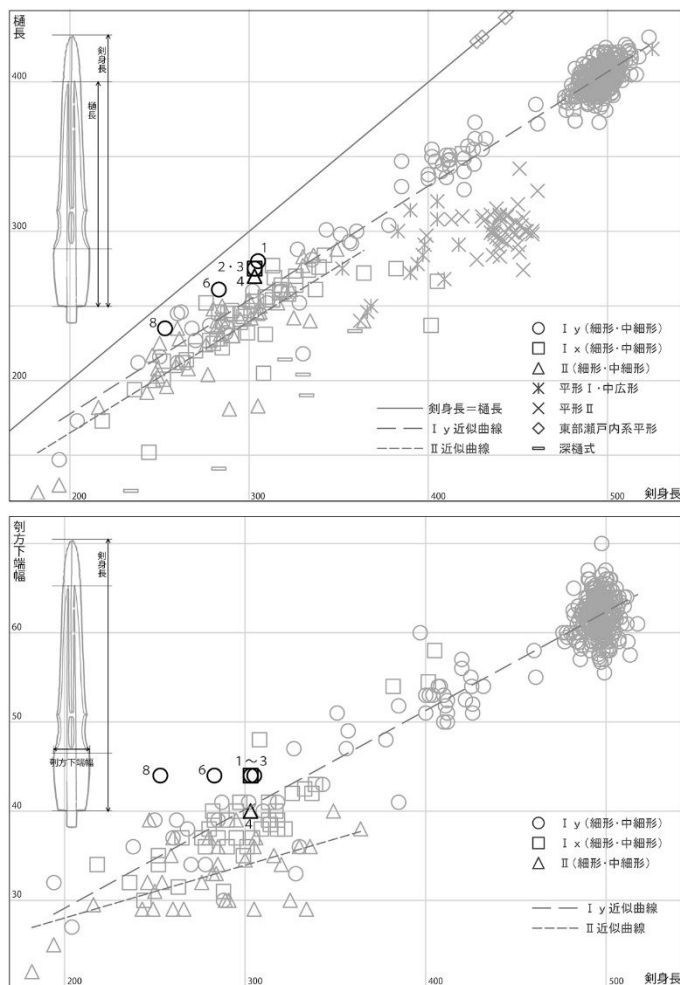 樋長
剣身長
樋長
400
300
200
1
2・3
4
6
8
Ⅰy(細形・中細形)
Ⅰx(細形・中細形)
Ⅱ(細形・中細形)
平形Ⅰ・中広形
平形Ⅱ
東部瀬戸内系平形
深樋式
剣身長＝樋長
Ⅰy近似曲線
Ⅱ近似曲線
200
300
400
500
剣身長
刳方下端幅
剣身長
刳方下端幅
60
50
40
30
8
6
1～3
4
Ⅰy(細形・中細形)
Ⅰx(細形・中細形)
Ⅱ(細形・中細形)
Ⅰy近似曲線
Ⅱ近似曲線
200
300
400
500
剣身長